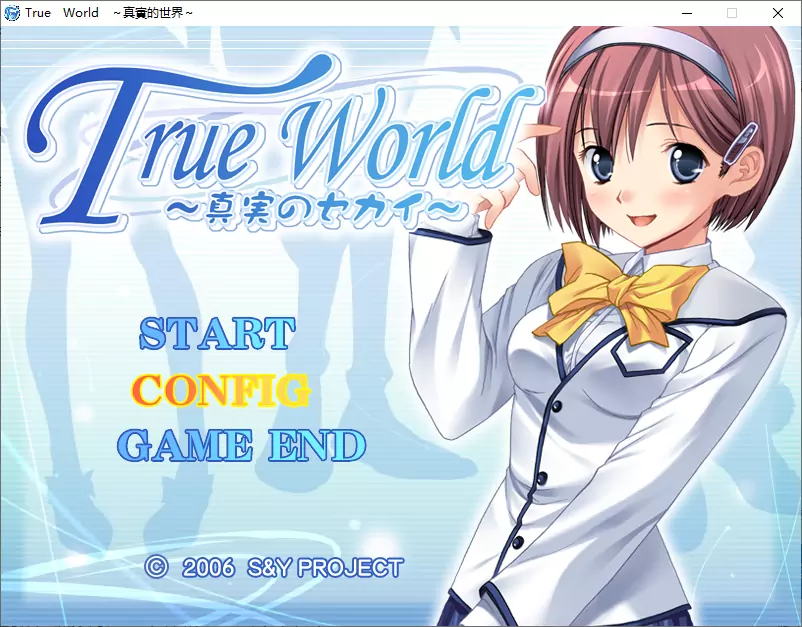 True World ～真實的世界～
True World
～真実のセカイ～
START
CONFIG
GAME END
© 2006 S&Y PROJECT